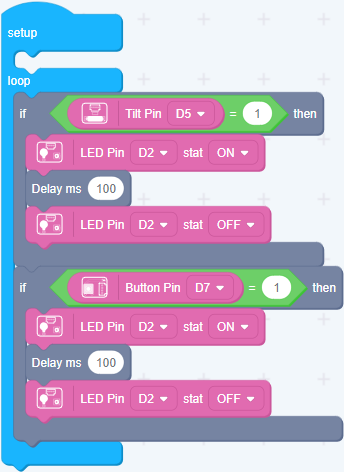 setup
loop
if Tilt Pin D5 = 1 then
LED Pin D2 stat ON
Delay ms 100
LED Pin D2 stat OFF
if Button Pin D7 = 1 then
LED Pin D2 stat ON
Delay ms 100
LED Pin D2 stat OFF